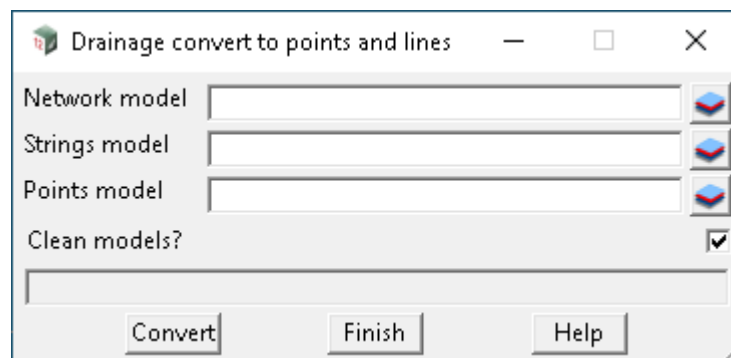 Drainage convert to points and lines
Network model
Strings model
Points model
Clean models?
Convert Finish Help